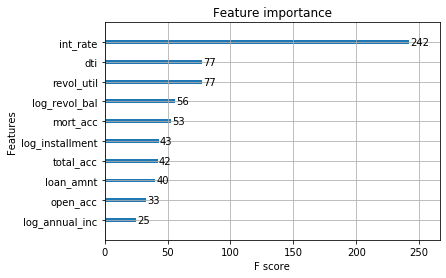 Feature importance
Features
int_rate 242
dti 77
revol_util 77
log_revol_bal 56
mort_acc 53
log_installment 43
total_acc 42
loan_amnt 40
open_acc 33
log_annual_inc 25
0 50 100 150 200 250
F score